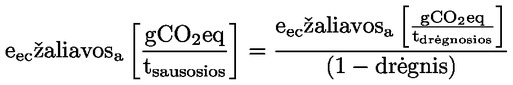 e_ec žaliavos_a [gCO₂eq / t_sausosios] = e_ec žaliavos_a [gCO₂eq / t_drėgnosios] / (1 − drėgnis)